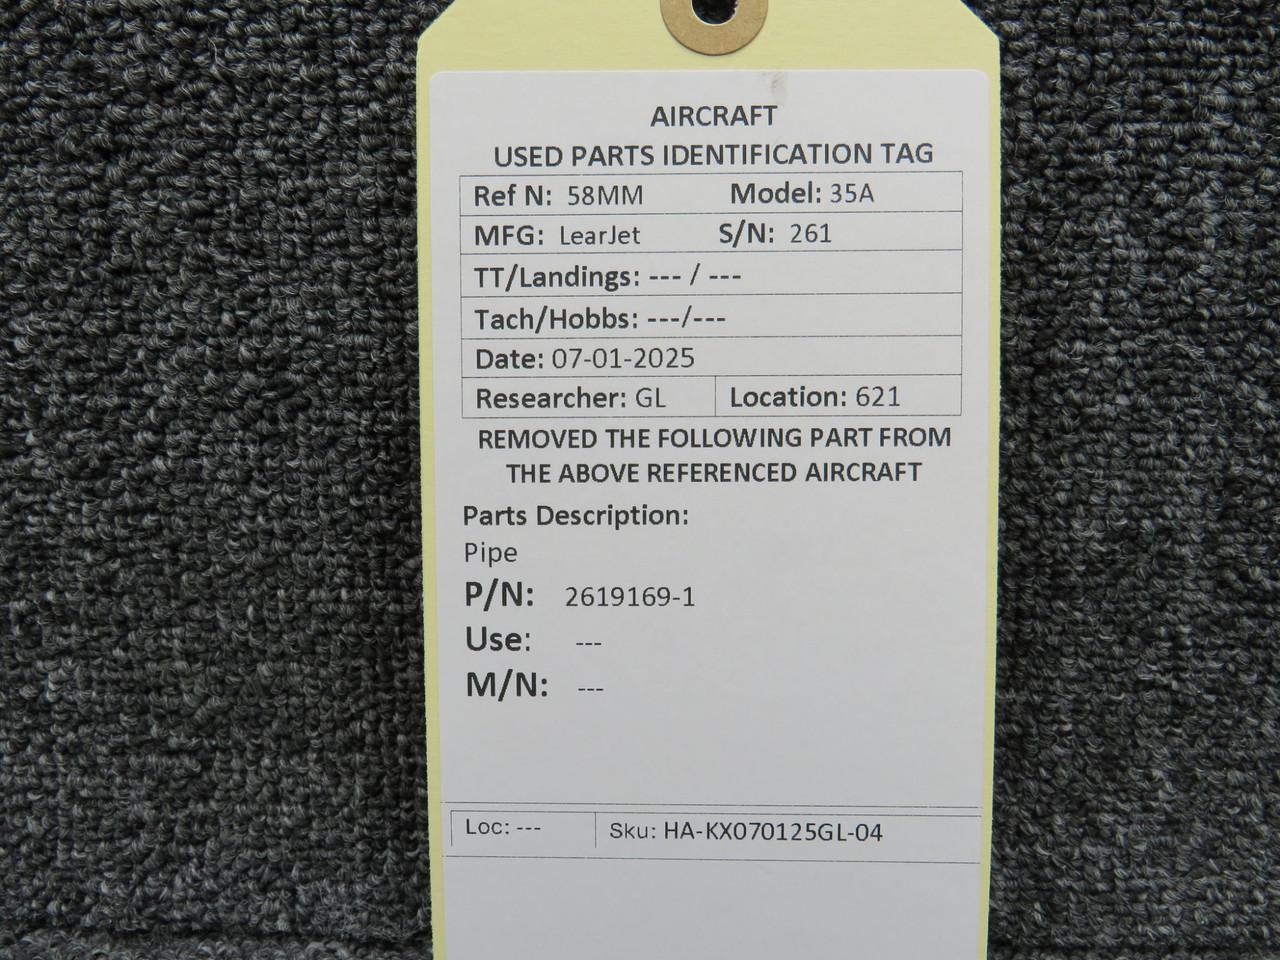 AIRCRAFT
USED PARTS IDENTIFICATION TAG
Ref N: 58MM Model: 35A
MFG: LearJet S/N: 261
TT/Landings: --- / ---
Tach/Hobbs: ---/---
Date: 07-01-2025
Researcher: GL Location: 621
REMOVED THE FOLLOWING PART FROM
THE ABOVE REFERENCED AIRCRAFT
Parts Description:
Pipe
P/N: 2619169-1
Use: ---
M/N: ---
Loc: --- Sku: HA-KX070125GL-04